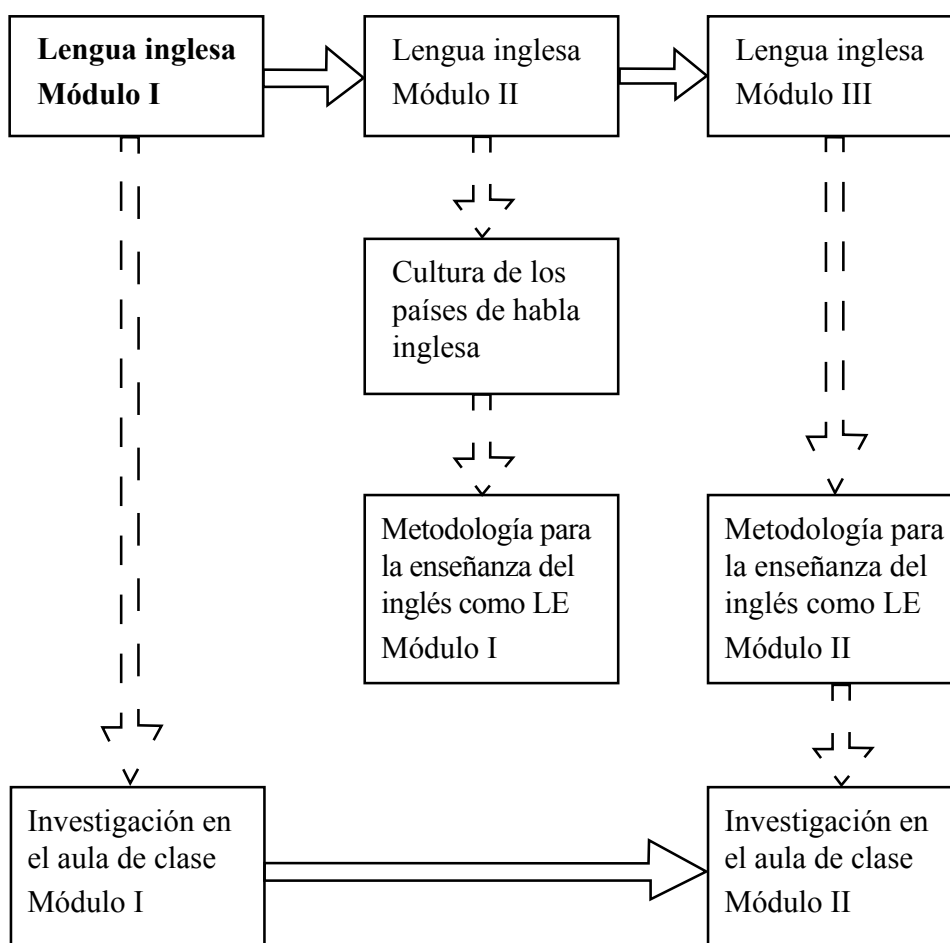 Lengua inglesa
Módulo I
Lengua inglesa
Módulo II
Lengua inglesa
Módulo III
Cultura de los
países de habla
inglesa
Metodología para
la enseñanza del
inglés como LE
Módulo I
Metodología para
la enseñanza del
inglés como LE
Módulo II
Investigación en
el aula de clase
Módulo I
Investigación en
el aula de clase
Módulo II